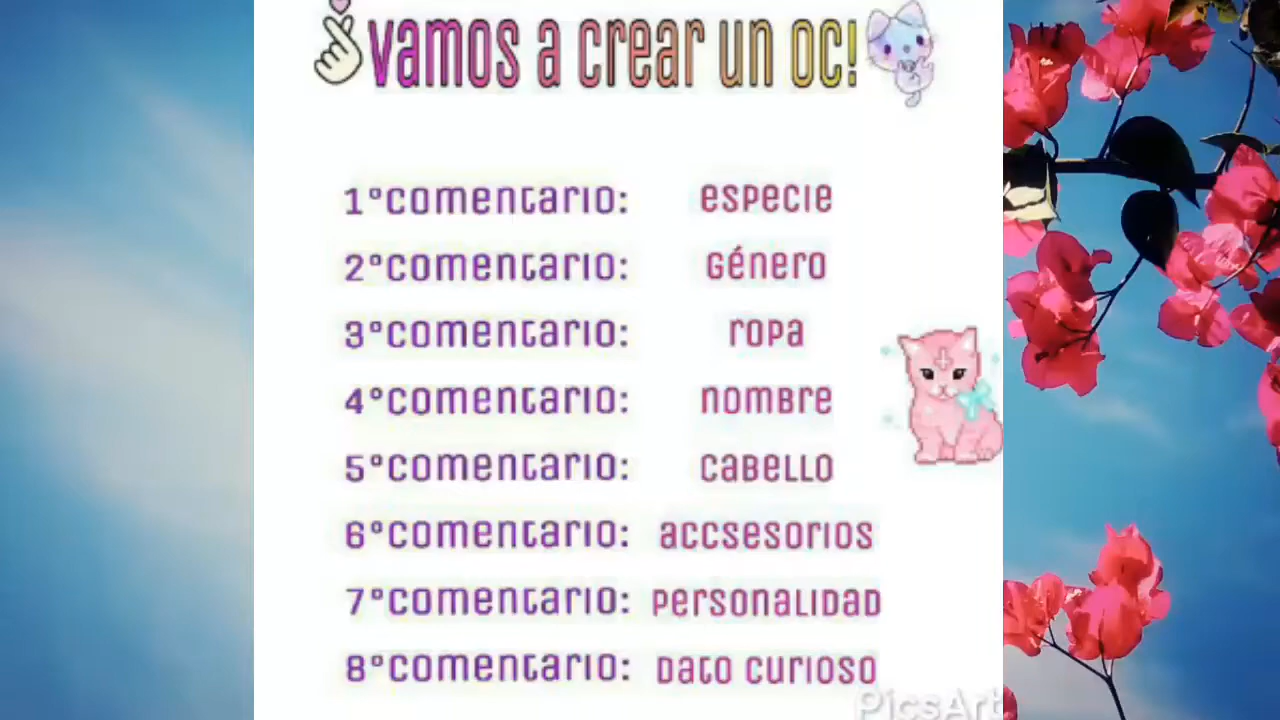 vamos a crear un oc!
1°comentario: especie
2°comentario: género
3°comentario: ropa
4°comentario: nombre
5°comentario: cabello
6°comentario: accsesorios
7°comentario: personalidad
8°comentario: dato curioso
PicsArt